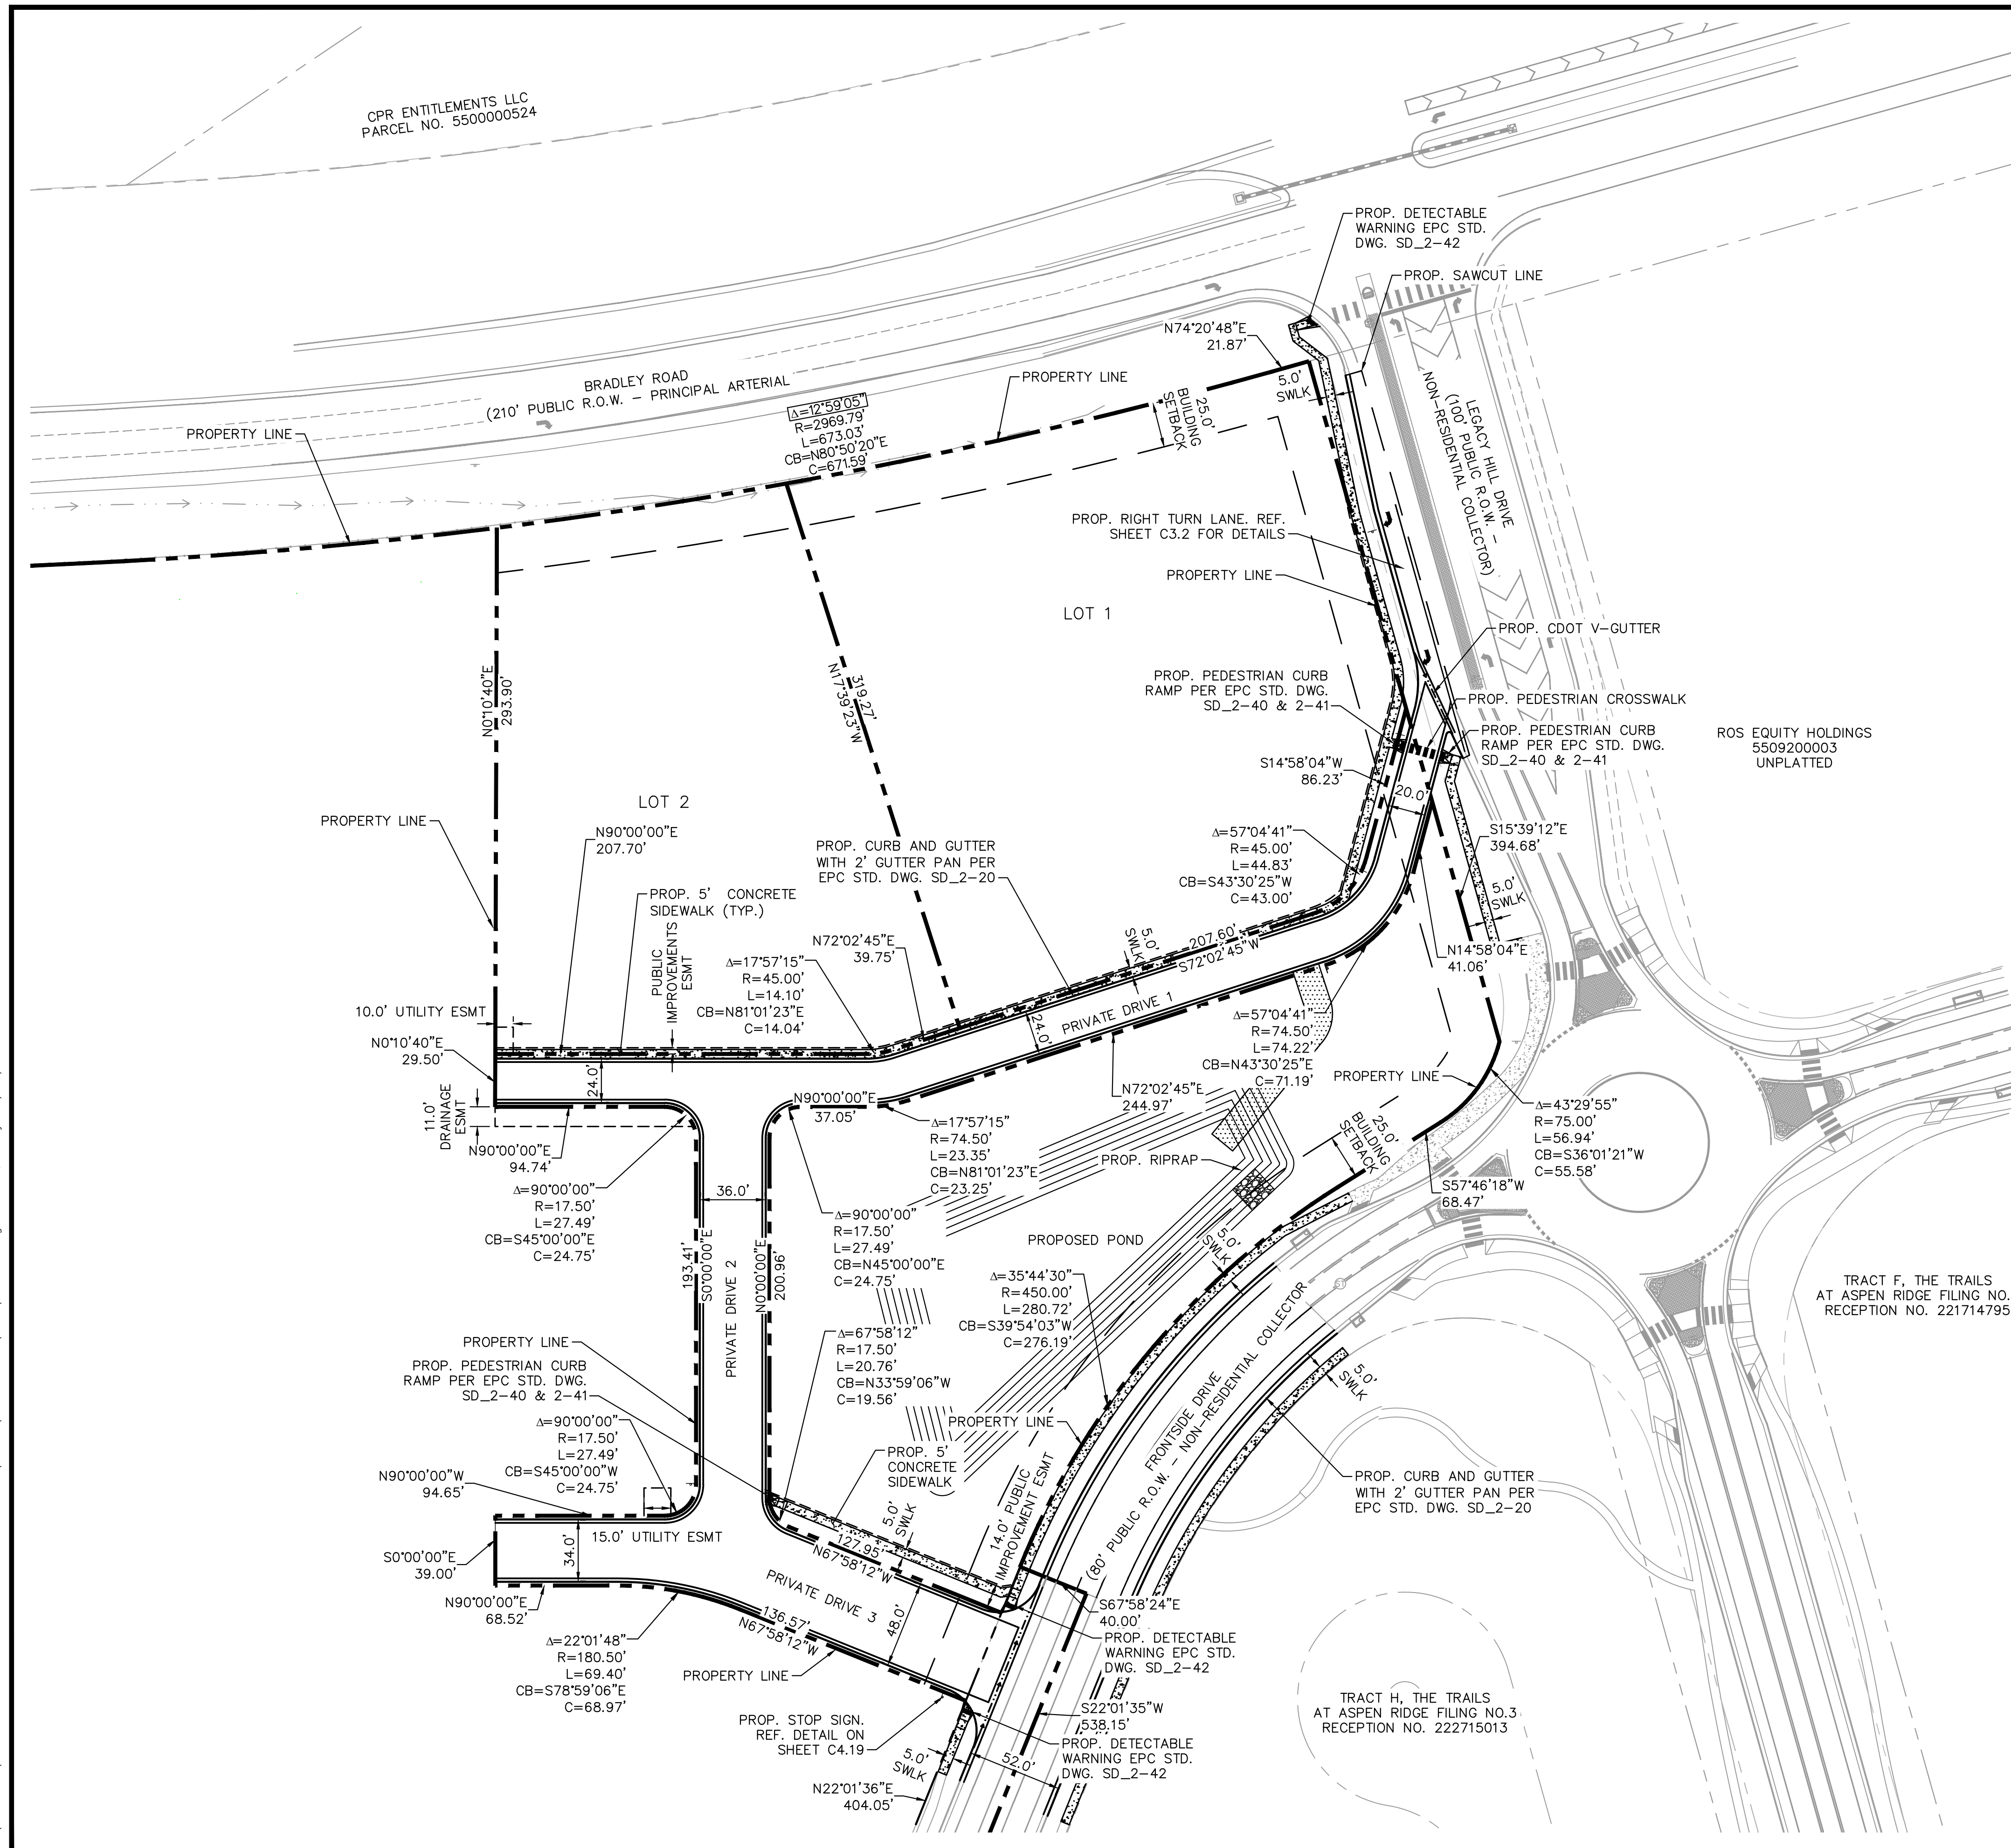 CPR ENTITLEMENTS LLC
PARCEL NO. 5500000524
PROP. DETECTABLE
WARNING EPC STD.
DWG. SD_2-42
PROP. SAWCUT LINE
N74°20'48"E
21.87'
BRADLEY ROAD
(210' PUBLIC R.O.W. - PRINCIPAL ARTERIAL
PROPERTY LINE
PROPERTY LINE
Δ=12°59'05"
R=2969.79'
L=673.03'
CB=N80°50'20"E
C=671.59'
25.0'
BUILDING
SETBACK
5.0'
SWLK
LEGACY HILL DRIVE
(100' PUBLIC R.O.W. -
NON-RESIDENTIAL COLLECTOR)
PROP. RIGHT TURN LANE. REF.
SHEET C3.2 FOR DETAILS
PROPERTY LINE
LOT 1
PROP. CDOT V-GUTTER
PROP. PEDESTRIAN CURB
RAMP PER EPC STD. DWG.
SD_2-40 & 2-41
PROP. PEDESTRIAN CROSSWALK
PROP. PEDESTRIAN CURB
RAMP PER EPC STD. DWG.
SD_2-40 & 2-41
ROS EQUITY HOLDINGS
5509200003
UNPLATTED
N0°10'40"E
293.90'
319.27'
N17°39'23"W
S14°58'04"W
86.23'
20.0'
LOT 2
PROPERTY LINE
N90°00'00"E
207.70'
PROP. CURB AND GUTTER
WITH 2' GUTTER PAN PER
EPC STD. DWG. SD_2-20
Δ=57°04'41"
R=45.00'
L=44.83'
CB=S43°30'25"W
C=43.00'
S15°39'12"E
394.68'
5.0'
SWLK
PROP. 5' CONCRETE
SIDEWALK (TYP.)
PUBLIC
IMPROVEMENTS
ESMT
N72°02'45"E
39.75'
5.0'
SWLK
207.60'
S72°02'45"W
N14°58'04"E
41.06'
Δ=17°57'15"
R=45.00'
L=14.10'
CB=N81°01'23"E
C=14.04'
10.0' UTILITY ESMT
N0°10'40"E
29.50'
24.0'
PRIVATE DRIVE 1
24.0'
Δ=57°04'41"
R=74.50'
L=74.22'
CB=N43°30'25"E
C=71.19'
11.0'
DRAINAGE
ESMT
N90°00'00"E
37.05'
N72°02'45"E
244.97'
PROPERTY LINE
N90°00'00"E
94.74'
Δ=17°57'15"
R=74.50'
L=23.35'
CB=N81°01'23"E
C=23.25'
25.0'
BUILDING
SETBACK
Δ=43°29'55"
R=75.00'
L=56.94'
CB=S36°01'21"W
C=55.58'
PROP. RIPRAP
S57°46'18"W
68.47'
Δ=90°00'00"
R=17.50'
L=27.49'
CB=S45°00'00"E
C=24.75'
36.0'
Δ=90°00'00"
R=17.50'
L=27.49'
CB=N45°00'00"E
C=24.75'
PROPOSED POND
5.0'
SWLK
193.41'
S0°00'00"E
PRIVATE DRIVE 2
N0°00'00"E
200.96'
Δ=35°44'30"
R=450.00'
L=280.72'
CB=S39°54'03"W
C=276.19'
TRACT F, THE TRAILS
AT ASPEN RIDGE FILING NO.
RECEPTION NO. 221714795
PROPERTY LINE
PROP. PEDESTRIAN CURB
RAMP PER EPC STD. DWG.
SD_2-40 & 2-41
Δ=67°58'12"
R=17.50'
L=20.76'
CB=N33°59'06"W
C=19.56'
FRONTSIDE DRIVE
(80' PUBLIC R.O.W. - NON-RESIDENTIAL COLLECTOR
5.0'
SWLK
PROPERTY LINE
Δ=90°00'00"
R=17.50'
L=27.49'
CB=S45°00'00"W
C=24.75'
PROP. 5'
CONCRETE
SIDEWALK
N90°00'00"W
94.65'
5.0'
SWLK
14.0' PUBLIC
IMPROVEMENT ESMT
PROP. CURB AND GUTTER
WITH 2' GUTTER PAN PER
EPC STD. DWG. SD_2-20
15.0' UTILITY ESMT
S0°00'00"E
39.00'
34.0'
127.95'
N67°58'12"W
PRIVATE DRIVE 3
48.0'
N90°00'00"E
68.52'
136.57'
N67°58'12"W
S67°58'24"E
40.00'
PROP. DETECTABLE
WARNING EPC STD.
DWG. SD_2-42
Δ=22°01'48"
R=180.50'
L=69.40'
CB=S78°59'06"E
C=68.97'
PROPERTY LINE
TRACT H, THE TRAILS
AT ASPEN RIDGE FILING NO.3
RECEPTION NO. 222715013
PROP. STOP SIGN.
REF. DETAIL ON
SHEET C4.19
S22°01'35"W
538.15'
PROP. DETECTABLE
WARNING EPC STD.
DWG. SD_2-42
5.0'
SWLK
52.0'
N22°01'36"E
404.05'